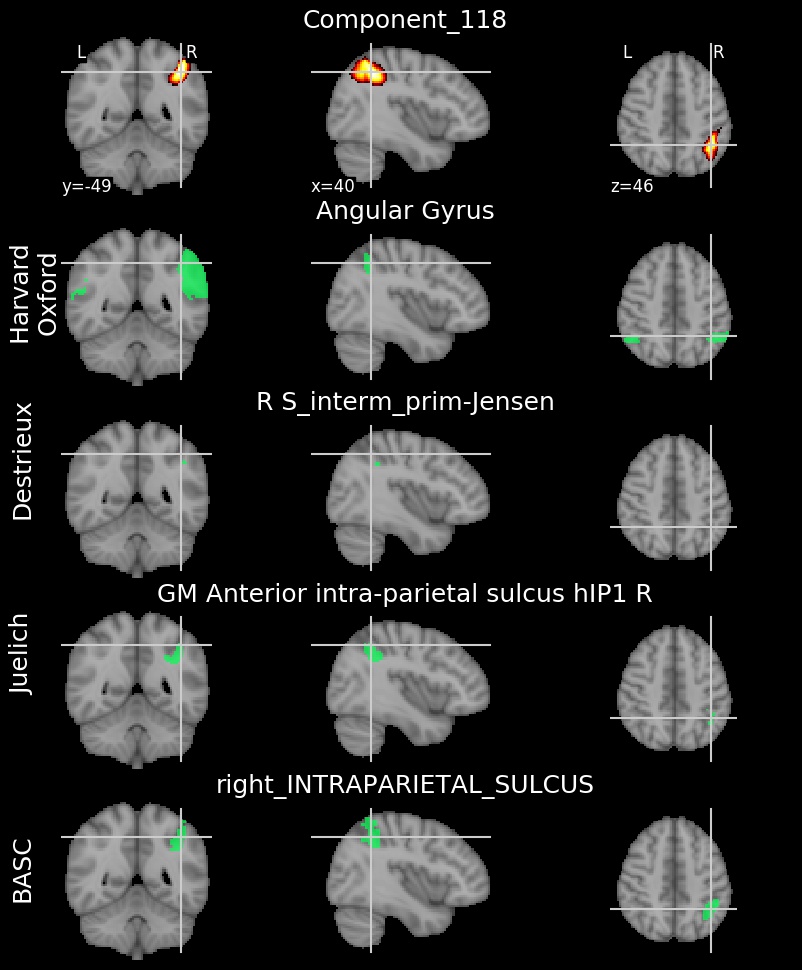 Component_118
L R
L R
y=-49
x=40
z=46
Angular Gyrus
Harvard
Oxford
R S_interm_prim-Jensen
Destrieux
GM Anterior intra-parietal sulcus hIP1 R
Juelich
right_INTRAPARIETAL_SULCUS
BASC